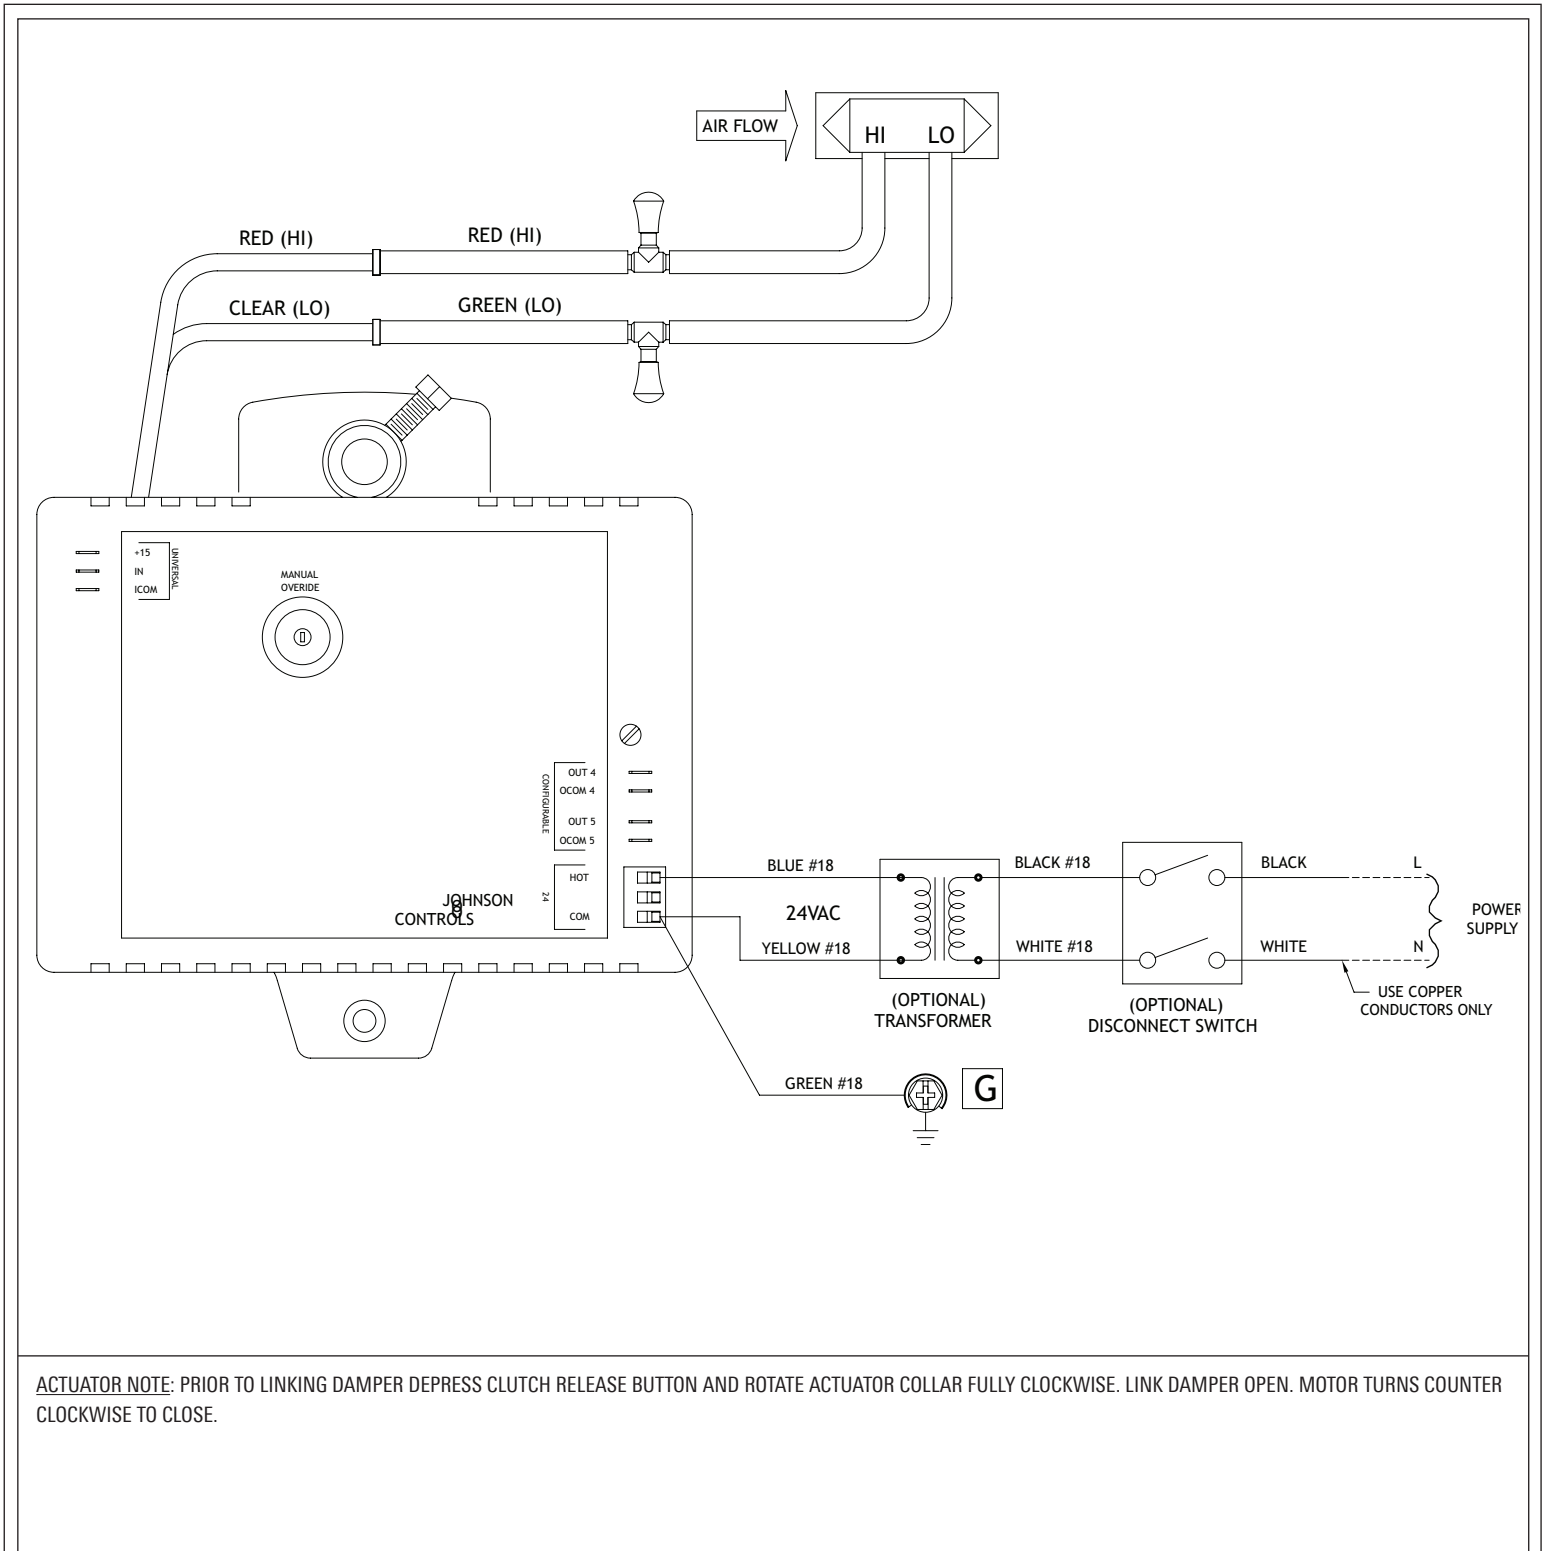 AIR FLOW
HI LO
RED (HI)
RED (HI)
CLEAR (LO)
GREEN (LO)
+15
IN
ICOM
UNIVERSAL
MANUAL
OVERIDE
OUT 4
OCOM 4
OUT 5
OCOM 5
CONFIGURABLE
HOT
24
COM
JOHNSON
CONTROLS
BLUE #18
24VAC
YELLOW #18
(OPTIONAL)
TRANSFORMER
BLACK #18
WHITE #18
(OPTIONAL)
DISCONNECT SWITCH
BLACK
WHITE
L
N
POWER
SUPPLY
USE COPPER
CONDUCTORS ONLY
GREEN #18
G
ACTUATOR NOTE: PRIOR TO LINKING DAMPER DEPRESS CLUTCH RELEASE BUTTON AND ROTATE ACTUATOR COLLAR FULLY CLOCKWISE. LINK DAMPER OPEN. MOTOR TURNS COUNTER
CLOCKWISE TO CLOSE.